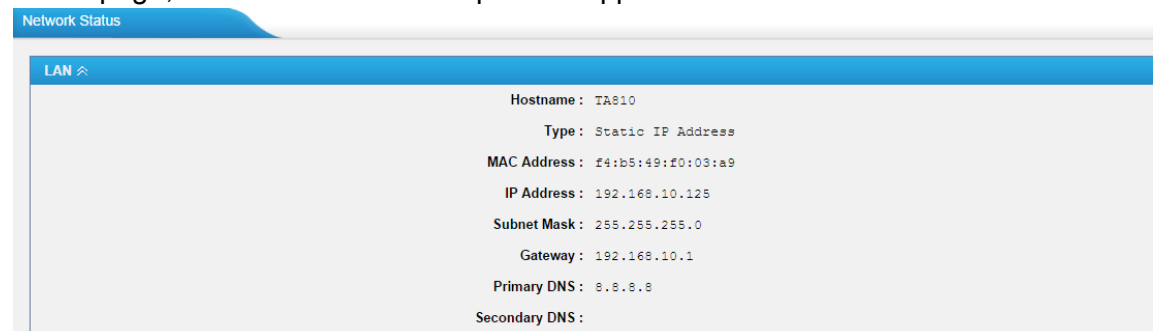 Network Status
LAN
Hostname : TA810
Type : Static IP Address
MAC Address : f4:b5:49:f0:03:a9
IP Address : 192.168.10.125
Subnet Mask : 255.255.255.0
Gateway : 192.168.10.1
Primary DNS : 8.8.8.8
Secondary DNS :